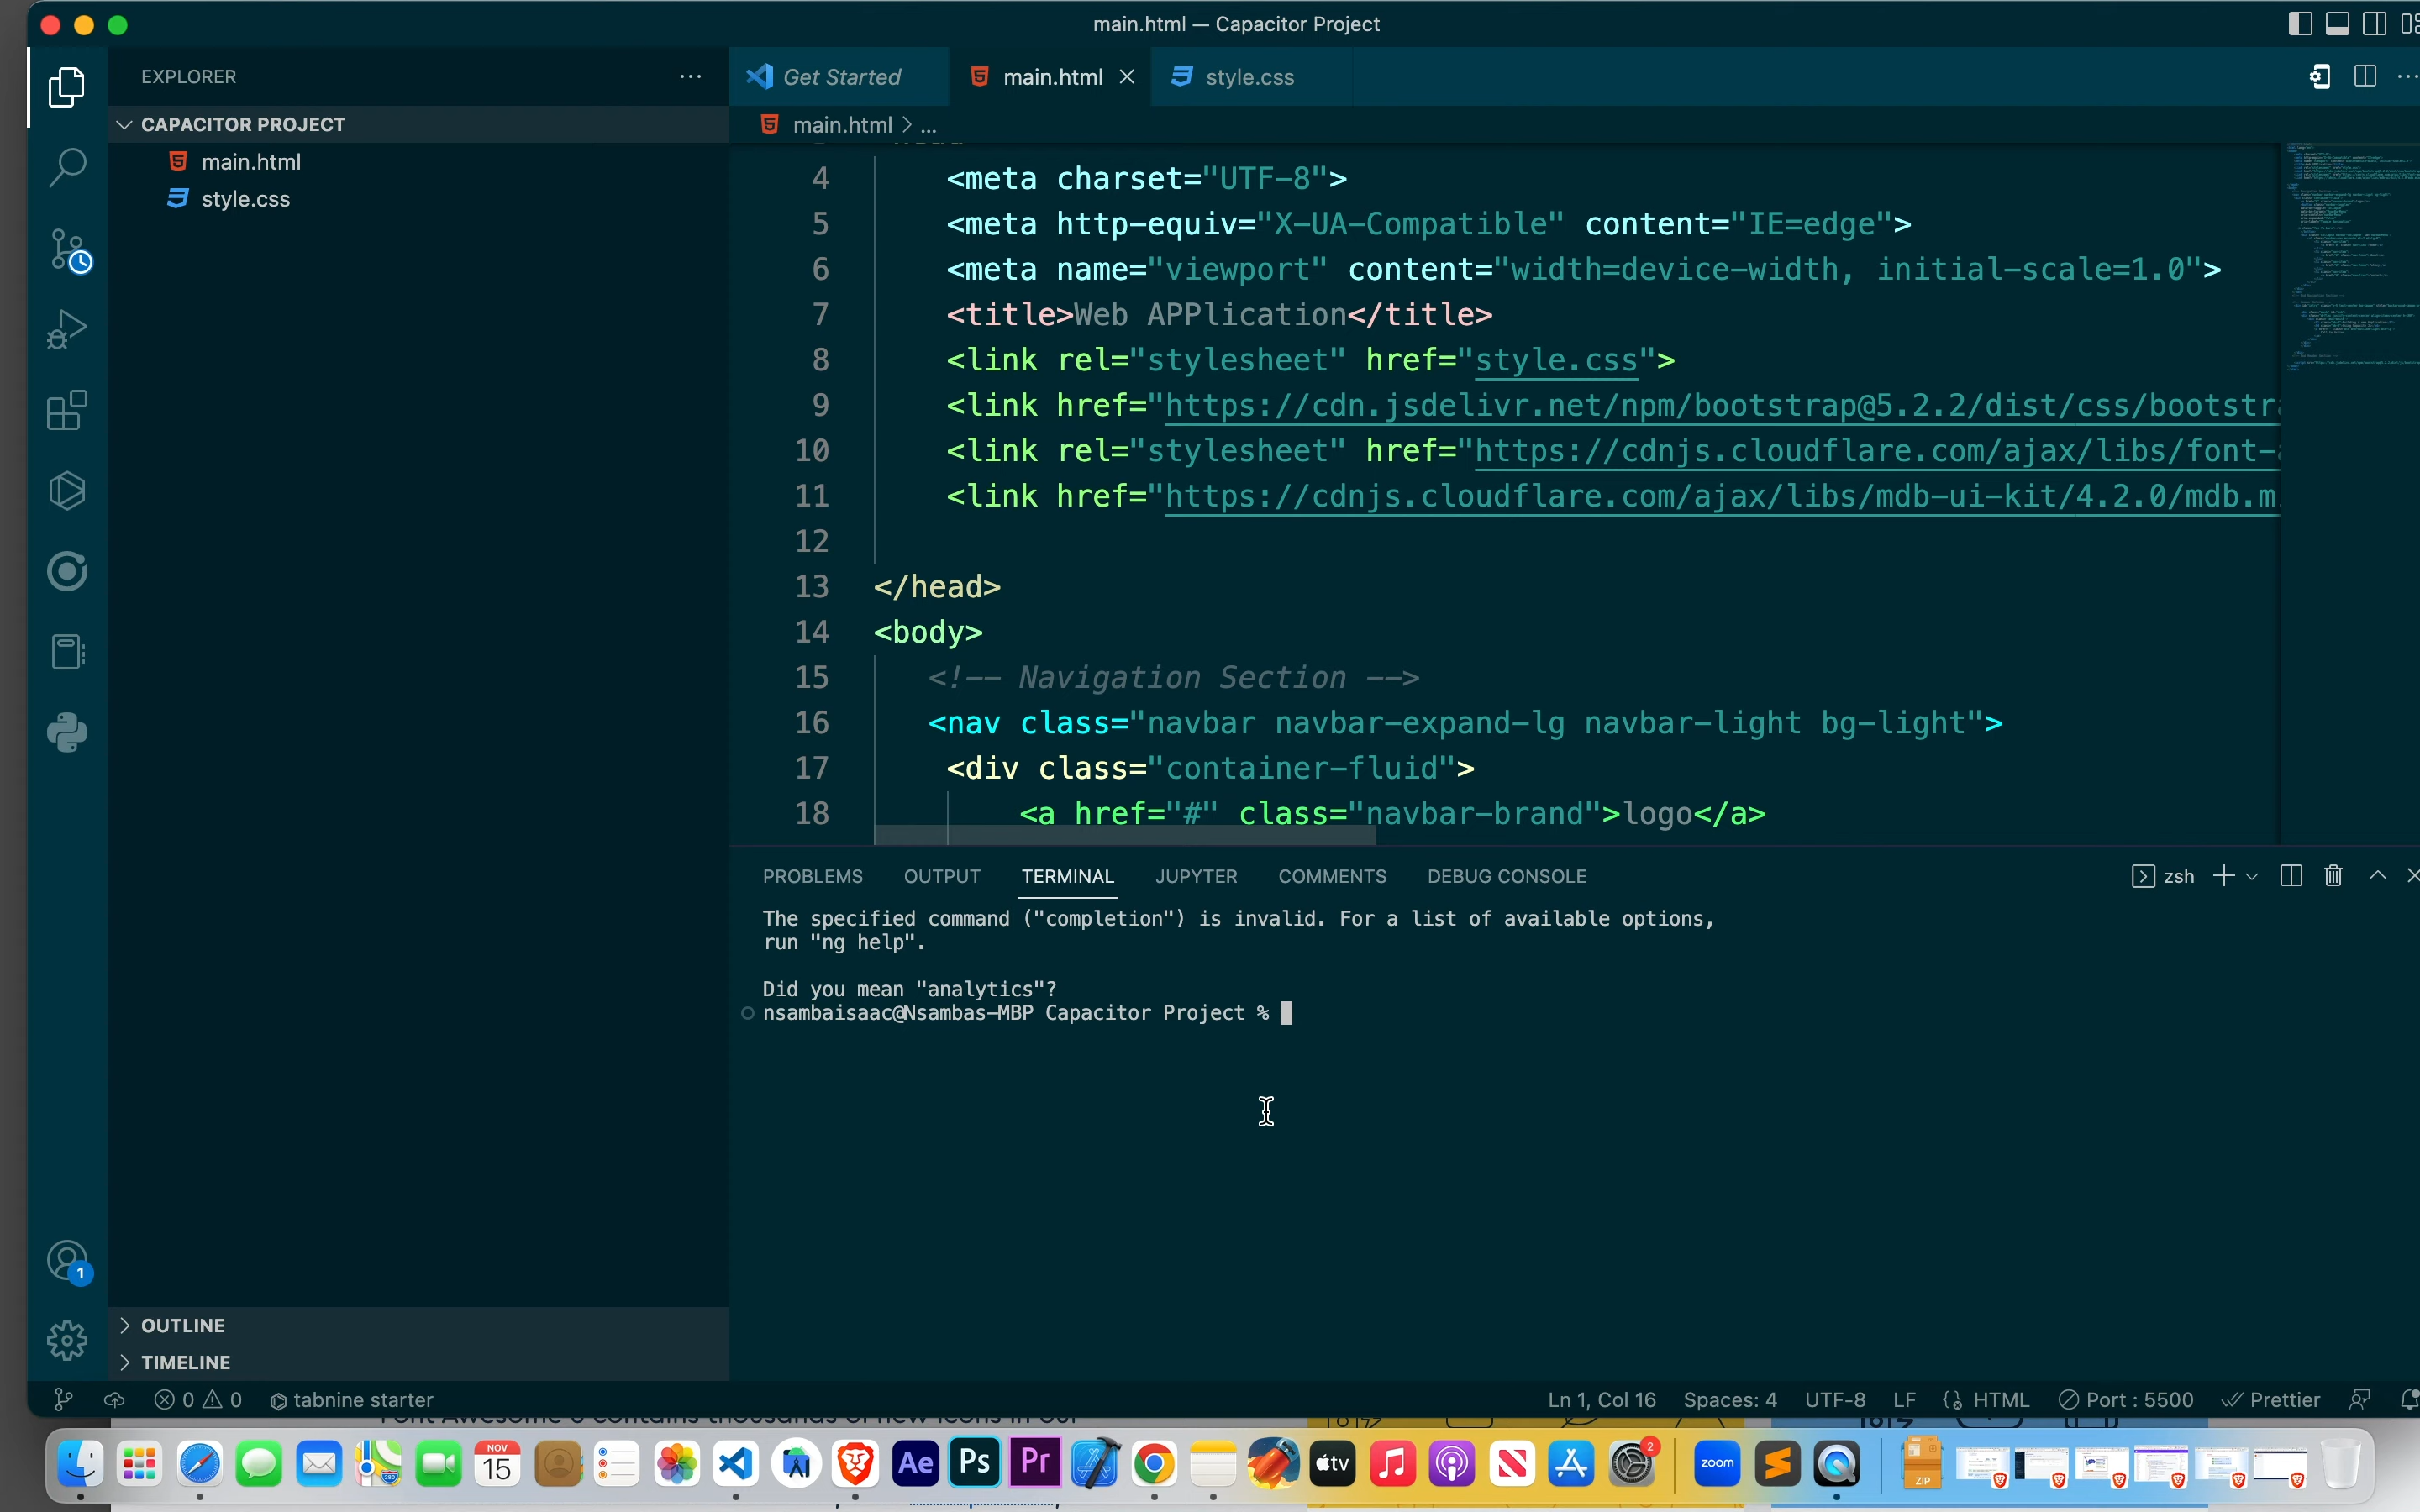 main.html — Capacitor Project
EXPLORER
CAPACITOR PROJECT
main.html
style.css
OUTLINE
TIMELINE
Get Started
main.html
style.css
main.html > ...
4 <meta charset="UTF-8">
5 <meta http-equiv="X-UA-Compatible" content="IE=edge">
6 <meta name="viewport" content="width=device-width, initial-scale=1.0">
7 <title>Web APPlication</title>
8 <link rel="stylesheet" href="style.css">
9 <link href="https://cdn.jsdelivr.net/npm/bootstrap@5.2.2/dist/css/bootstr
10 <link rel="stylesheet" href="https://cdnjs.cloudflare.com/ajax/libs/font-
11 <link href="https://cdnjs.cloudflare.com/ajax/libs/mdb-ui-kit/4.2.0/mdb.m
12
13 </head>
14 <body>
15 <!-- Navigation Section -->
16 <nav class="navbar navbar-expand-lg navbar-light bg-light">
17 <div class="container-fluid">
18 <a href="#" class="navbar-brand">logo</a>
PROBLEMS OUTPUT TERMINAL JUPYTER COMMENTS DEBUG CONSOLE
zsh
The specified command ("completion") is invalid. For a list of available options,
run "ng help".
Did you mean "analytics"?
nsambaisaac@Nsambas-MBP Capacitor Project %
1
0 0 tabnine starter
Ln 1, Col 16 Spaces: 4 UTF-8 LF HTML Port : 5500 Prettier
NOV
15
280
Ae Ps Pr
tv
2
zoom
ZIP